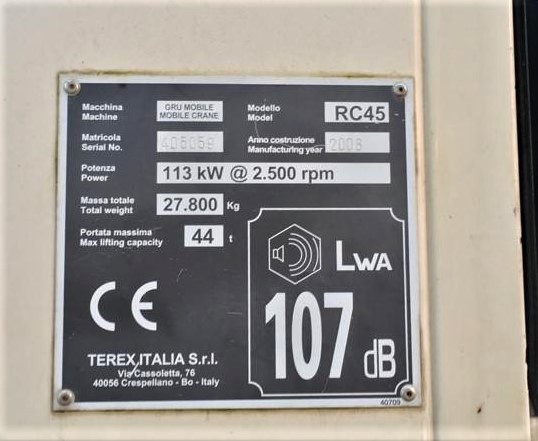 Macchina
Machine
GRU MOBILE
MOBILE CRANE
Modello
Model
RC45
Matricola
Serial No.
Anno costruzione
Manufacturing year
2006
Potenza
Power
113 kW @ 2.500 rpm
Massa totale
Total weight
27.800 Kg
Portata massima
Max lifting capacity
44 t
LWA
107 dB
CE
TEREX ITALIA S.r.l.
Via Cassoletta, 76
40056 Crespellano - Bo - Italy
40709